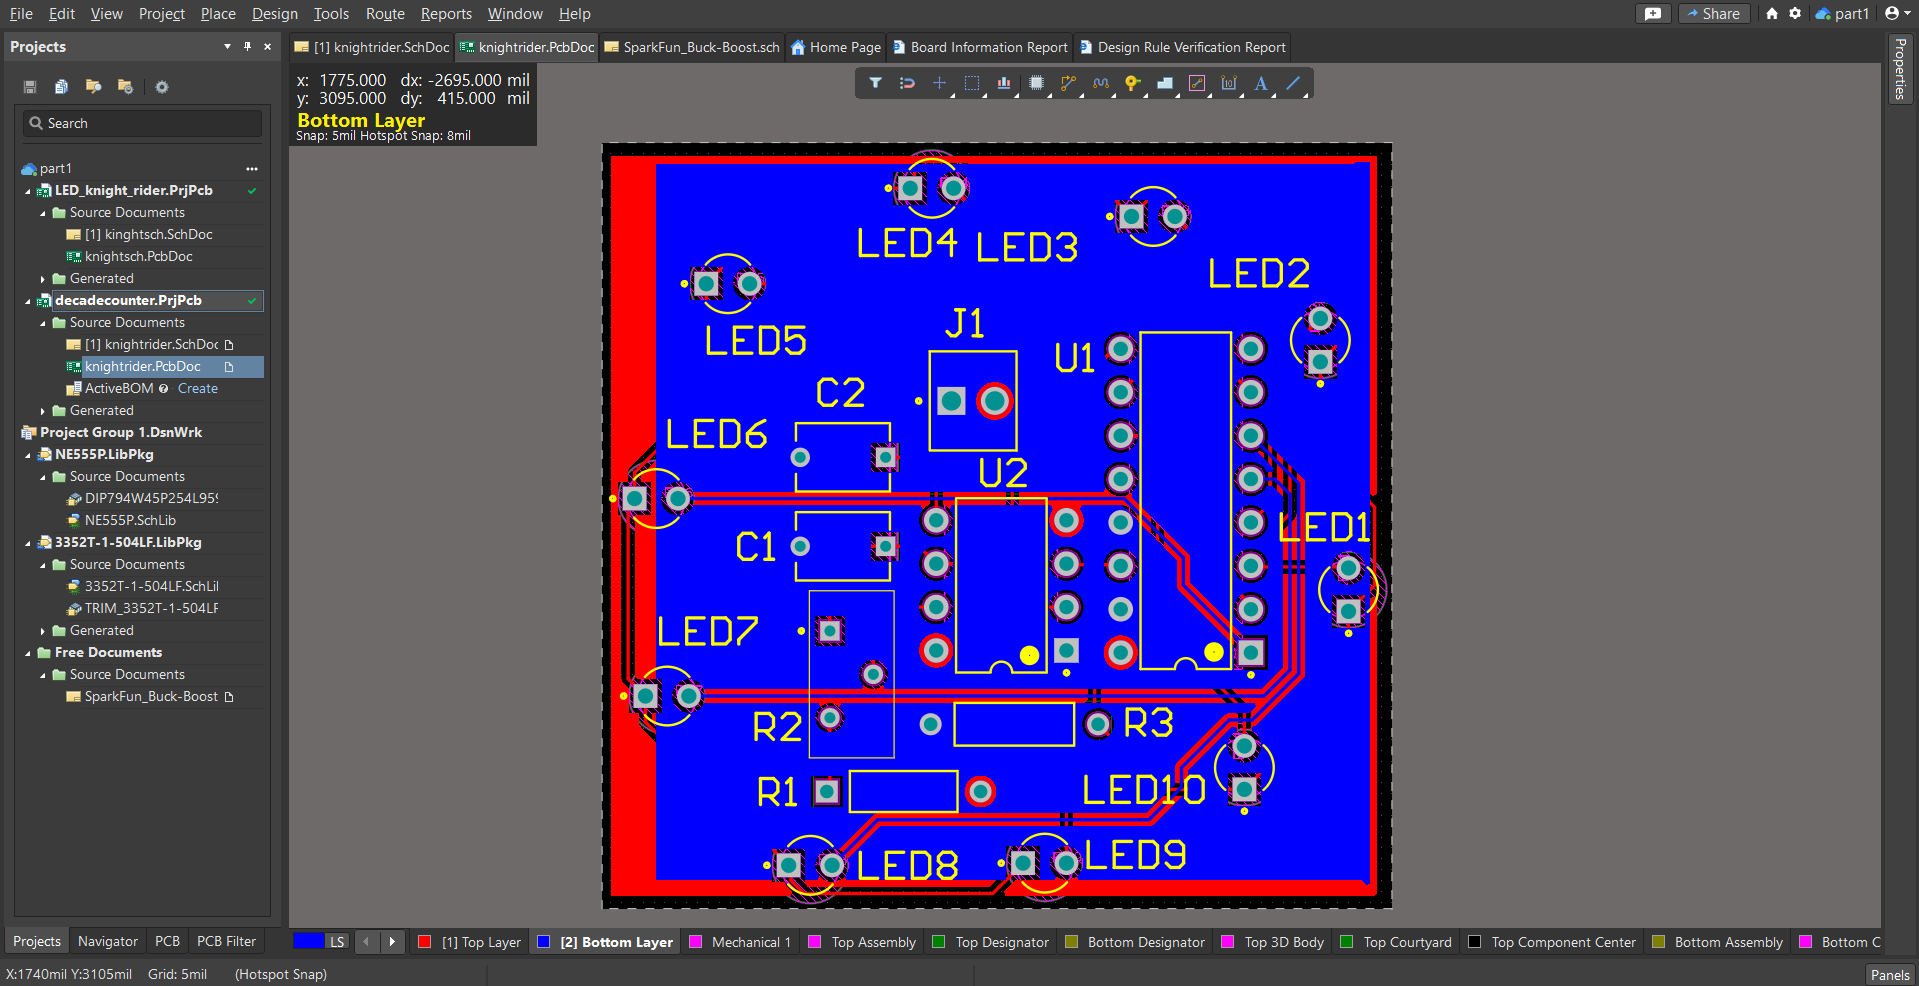 File Edit View Project Place Design Tools Route Reports Window Help
Share part1
Projects
[1] knightrider.SchDoc knightrider.PcbDoc SparkFun_Buck-Boost.sch Home Page Board Information Report Design Rule Verification Report
Properties
x: 1775.000 dx: -2695.000 mil
y: 3095.000 dy: 415.000 mil
Bottom Layer
Snap: 5mil Hotspot Snap: 8mil
Search
part1
LED_knight_rider.PrjPcb
Source Documents
[1] kinghtsch.SchDoc
knightsch.PcbDoc
Generated
decadecounter.PrjPcb
Source Documents
[1] knightrider.SchDoc
knightrider.PcbDoc
ActiveBOM Create
Generated
Project Group 1.DsnWrk
NE555P.LibPkg
Source Documents
DIP794W45P254L959
NE555P.SchLib
3352T-1-504LF.LibPkg
Source Documents
3352T-1-504LF.SchLil
TRIM_3352T-1-504LF
Generated
Free Documents
Source Documents
SparkFun_Buck-Boost
LED4 LED3
LED2
LED5
J1
U1
C2
LED6
U2
LED1
C1
LED7
R2
R3
R1
LED10
LED8
LED9
Projects Navigator PCB PCB Filter
LS [1] Top Layer [2] Bottom Layer Mechanical 1 Top Assembly Top Designator Bottom Designator Top 3D Body Top Courtyard Top Component Center Bottom Assembly Bottom C
X:1740mil Y:3105mil Grid: 5mil (Hotspot Snap)
Panels